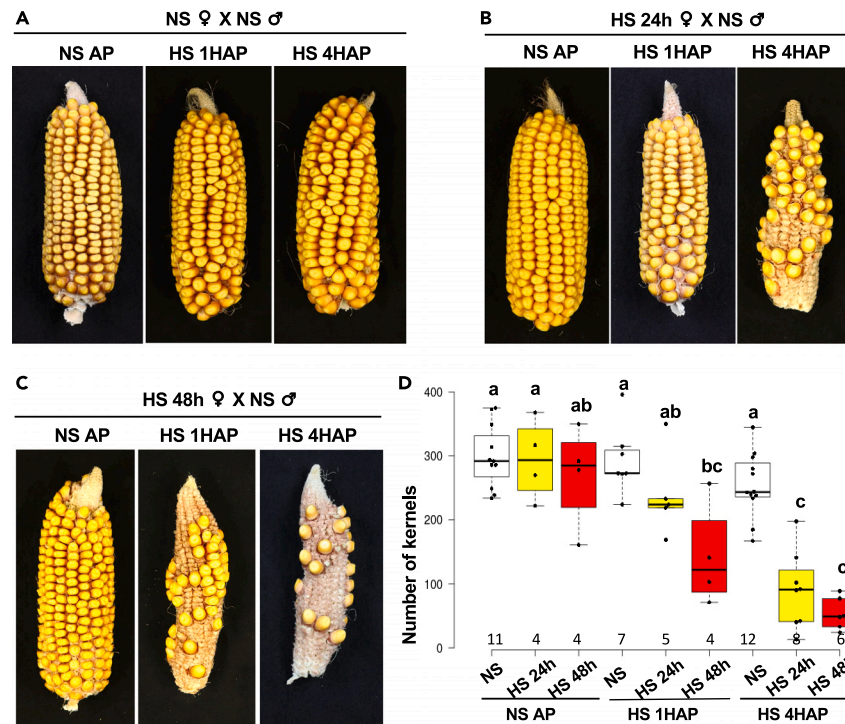 A
NS ♀ X NS ♂
NS AP HS 1HAP HS 4HAP
B
HS 24h ♀ X NS ♂
NS AP HS 1HAP HS 4HAP
C
HS 48h ♀ X NS ♂
NS AP HS 1HAP HS 4HAP
D
Number of kernels
400
300
200
100
0
a a ab a ab bc a c c
11 4 4 7 5 4 12 8 6
NS HS 24h HS 48h NS HS 24h HS 48h NS HS 24h HS 48
NS AP HS 1HAP HS 4HAP